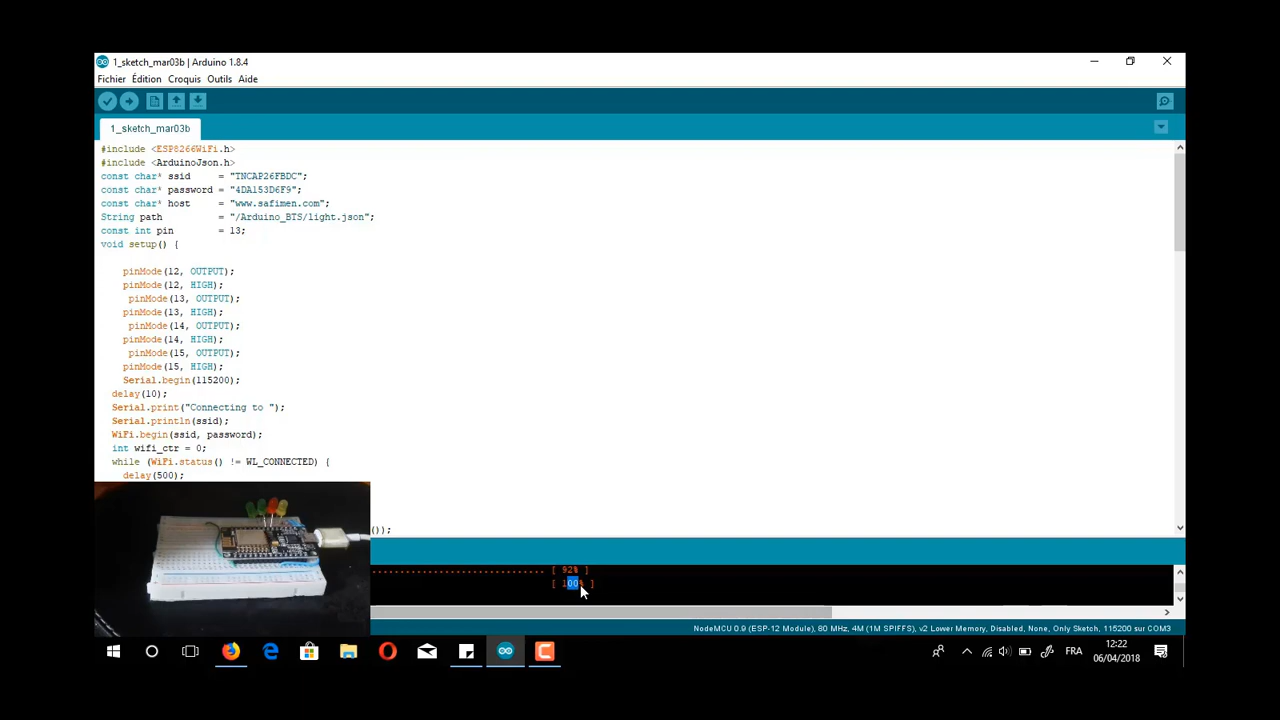 1_sketch_mar03b | Arduino 1.8.4
Fichier Édition Croquis Outils Aide
1_sketch_mar03b
#include <ESP8266WiFi.h>
#include <ArduinoJson.h>
const char* ssid = "TNCAP26FBDC";
const char* password = "4DA153D6F9";
const char* host = "www.safimen.com";
String path = "/Arduino_BTS/light.json";
const int pin = 13;
void setup() {
pinMode(12, OUTPUT);
pinMode(12, HIGH);
pinMode(13, OUTPUT);
pinMode(13, HIGH);
pinMode(14, OUTPUT);
pinMode(14, HIGH);
pinMode(15, OUTPUT);
pinMode(15, HIGH);
Serial.begin(115200);
delay(10);
Serial.print("Connecting to ");
Serial.println(ssid);
WiFi.begin(ssid, password);
int wifi_ctr = 0;
while (WiFi.status() != WL_CONNECTED) {
delay(500);
());
................................ [ 92% ]
[ 100% ]
NodeMCU 0.9 (ESP-12 Module), 80 MHz, 4M (1M SPIFFS), v2 Lower Memory, Disabled, None, Only Sketch, 115200 sur COM3
FRA
12:22
06/04/2018